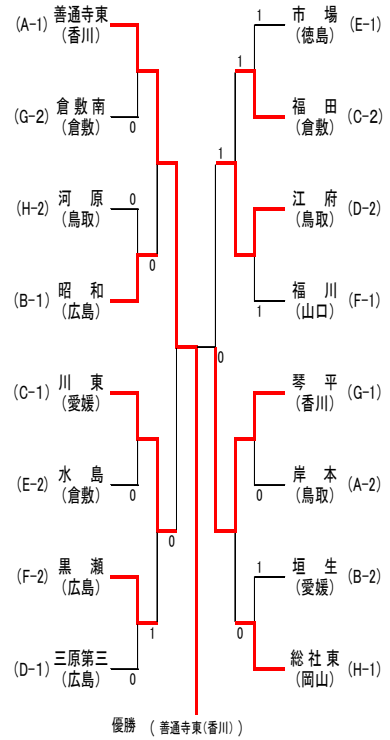 (A-1) 善通寺東
(香川)
0
(G-2) 倉敷南
(倉敷)
0
(H-2) 河原
(鳥取)
0
(B-1) 昭和
(広島)
(C-1) 川東
(愛媛)
(E-2) 水島
(倉敷)
0
0
(F-2) 黒瀬
(広島)
1
(D-1) 三原第三
(広島)
0
1
市場 (E-1)
(徳島)
1
福田 (C-2)
(倉敷)
1
江府 (D-2)
(鳥取)
福川 (F-1)
(山口)
1
0
琴平 (G-1)
(香川)
岸本 (A-2)
(鳥取)
0
1
垣生 (B-2)
(愛媛)
0
総社東 (H-1)
(岡山)
優勝 (善通寺東(香川))